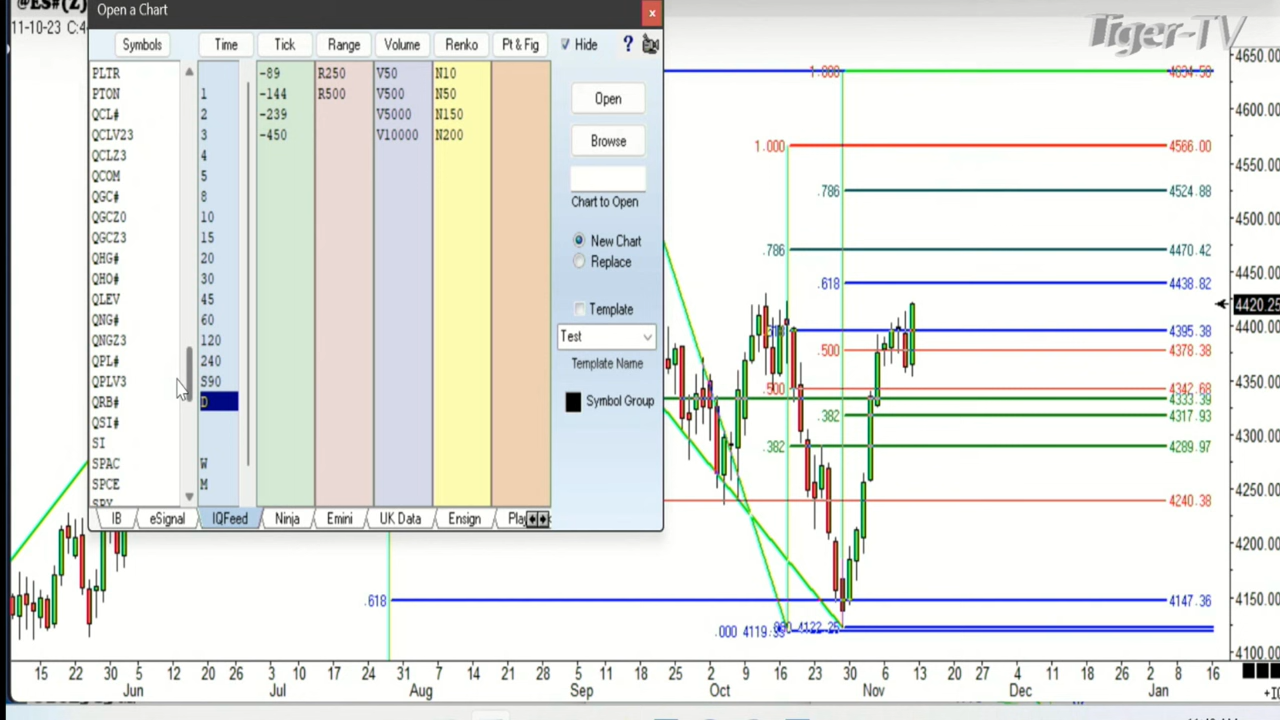 @ES#(Z)
Open a Chart
11-10-23 C:4
Tiger-TV
Symbols Time Tick Range Volume Renko Pt & Fig Hide ?
PLTR -89 R250 V50 N10
PTON 1 -144 R500 V500 N50
QCL# 2 -239 V5000 N150
QCLV23 3 -450 V10000 N200
QCLZ3 4
QCOM 5
QGC# 8
QGCZ0 10
QGCZ3 15
QHG# 20
QHO# 30
QLEV 45
QNG# 60
QNGZ3 120
QPL# 240
QPLV3 S90
QRB# D
QSI#
SI
SPAC W
SPCE M
SPY
IB eSignal IQFeed Ninja Emini UK Data Ensign
Open
Browse
Chart to Open
New Chart
Replace
Template
Test
Template Name
Symbol Group
1.000 4634.50
1.000 4566.00
.786 4524.88
.786 4470.42
.618 4438.82
4395.38
.500 4378.38
.500 4342.68
4333.39
.382 4317.93
.382 4289.97
4240.38
.618 4147.36
.000 4122.25
.000
4650.00
4600.00
4550.00
4500.00
4450.00
4420.25
4400.00
4350.00
4300.00
4250.00
4200.00
4150.00
4100.00
15 22 30 5 12 20 26 3 10 17 24 31 7 14 21 28 5 11 18 25 2 9 16 23 30 6 13 20 27 4 11 18 26 2 8 16
Jun Jul Aug Sep Oct Nov Dec Jan